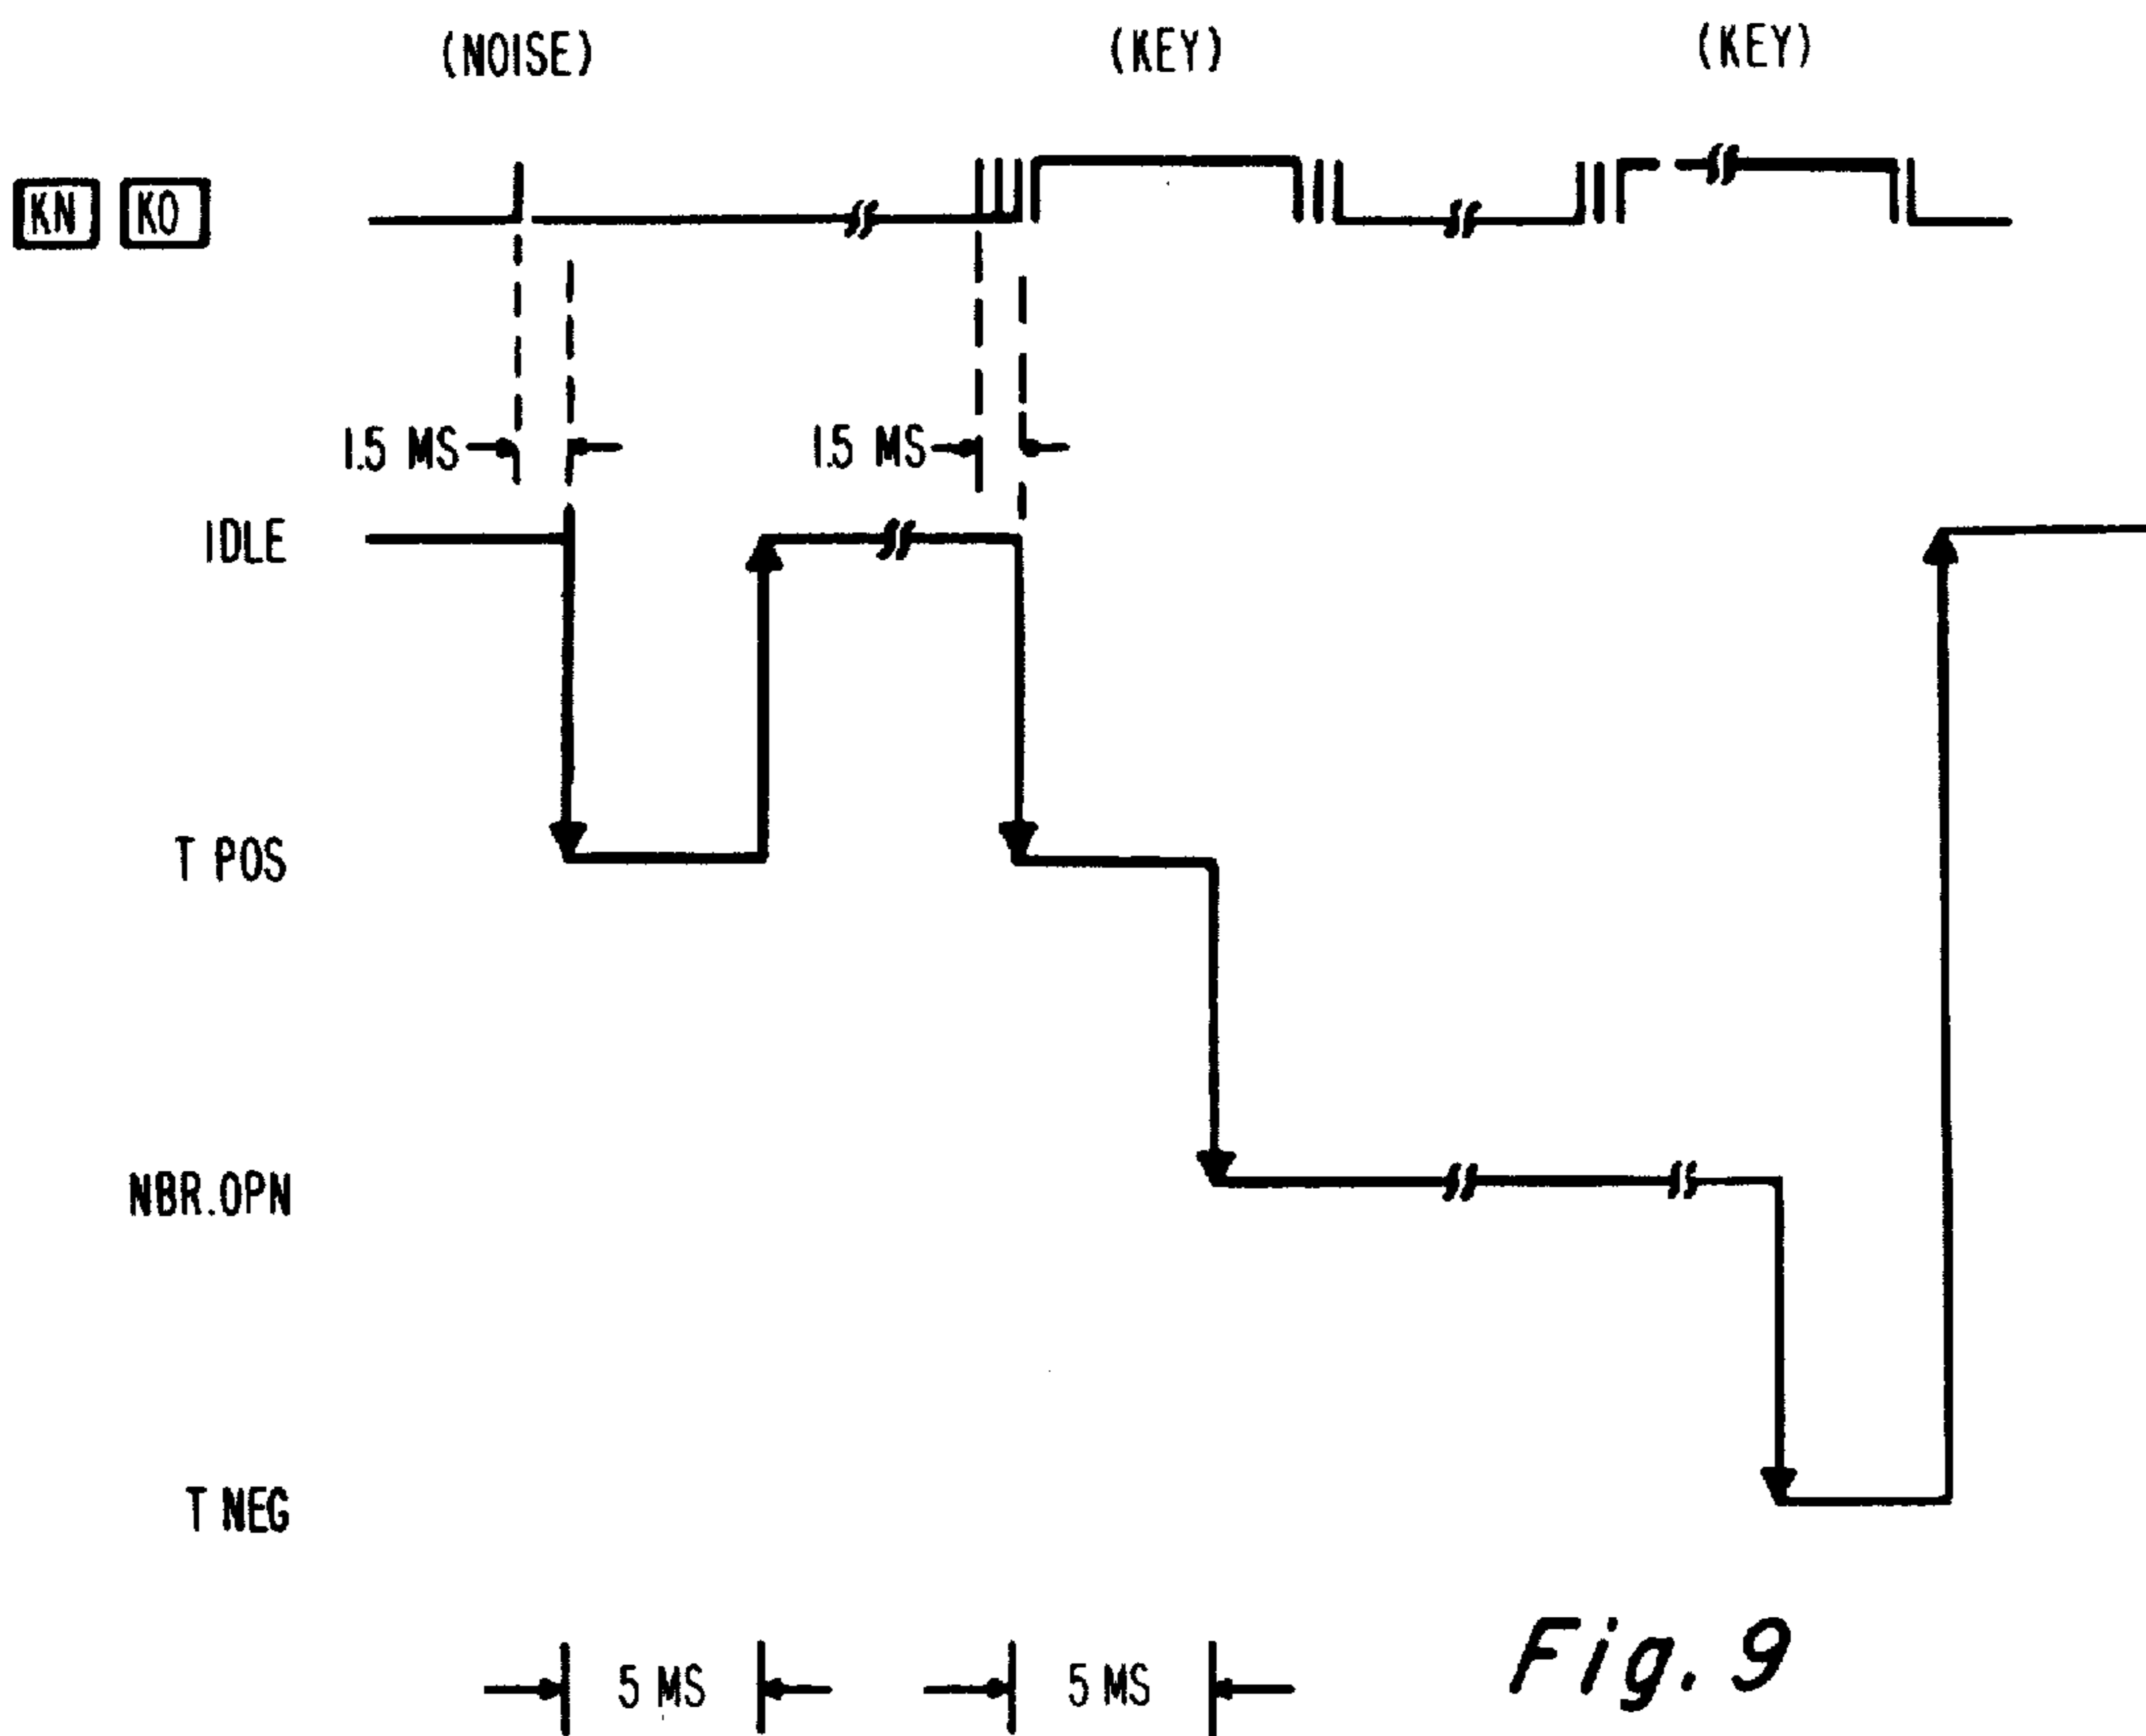 (NOISE) (KEY) (KEY)
KN KO
1.5 MS 1.5 MS
IDLE
T POS
NBR.OPN
T NEG
5 MS 5 MS
Fig. 9